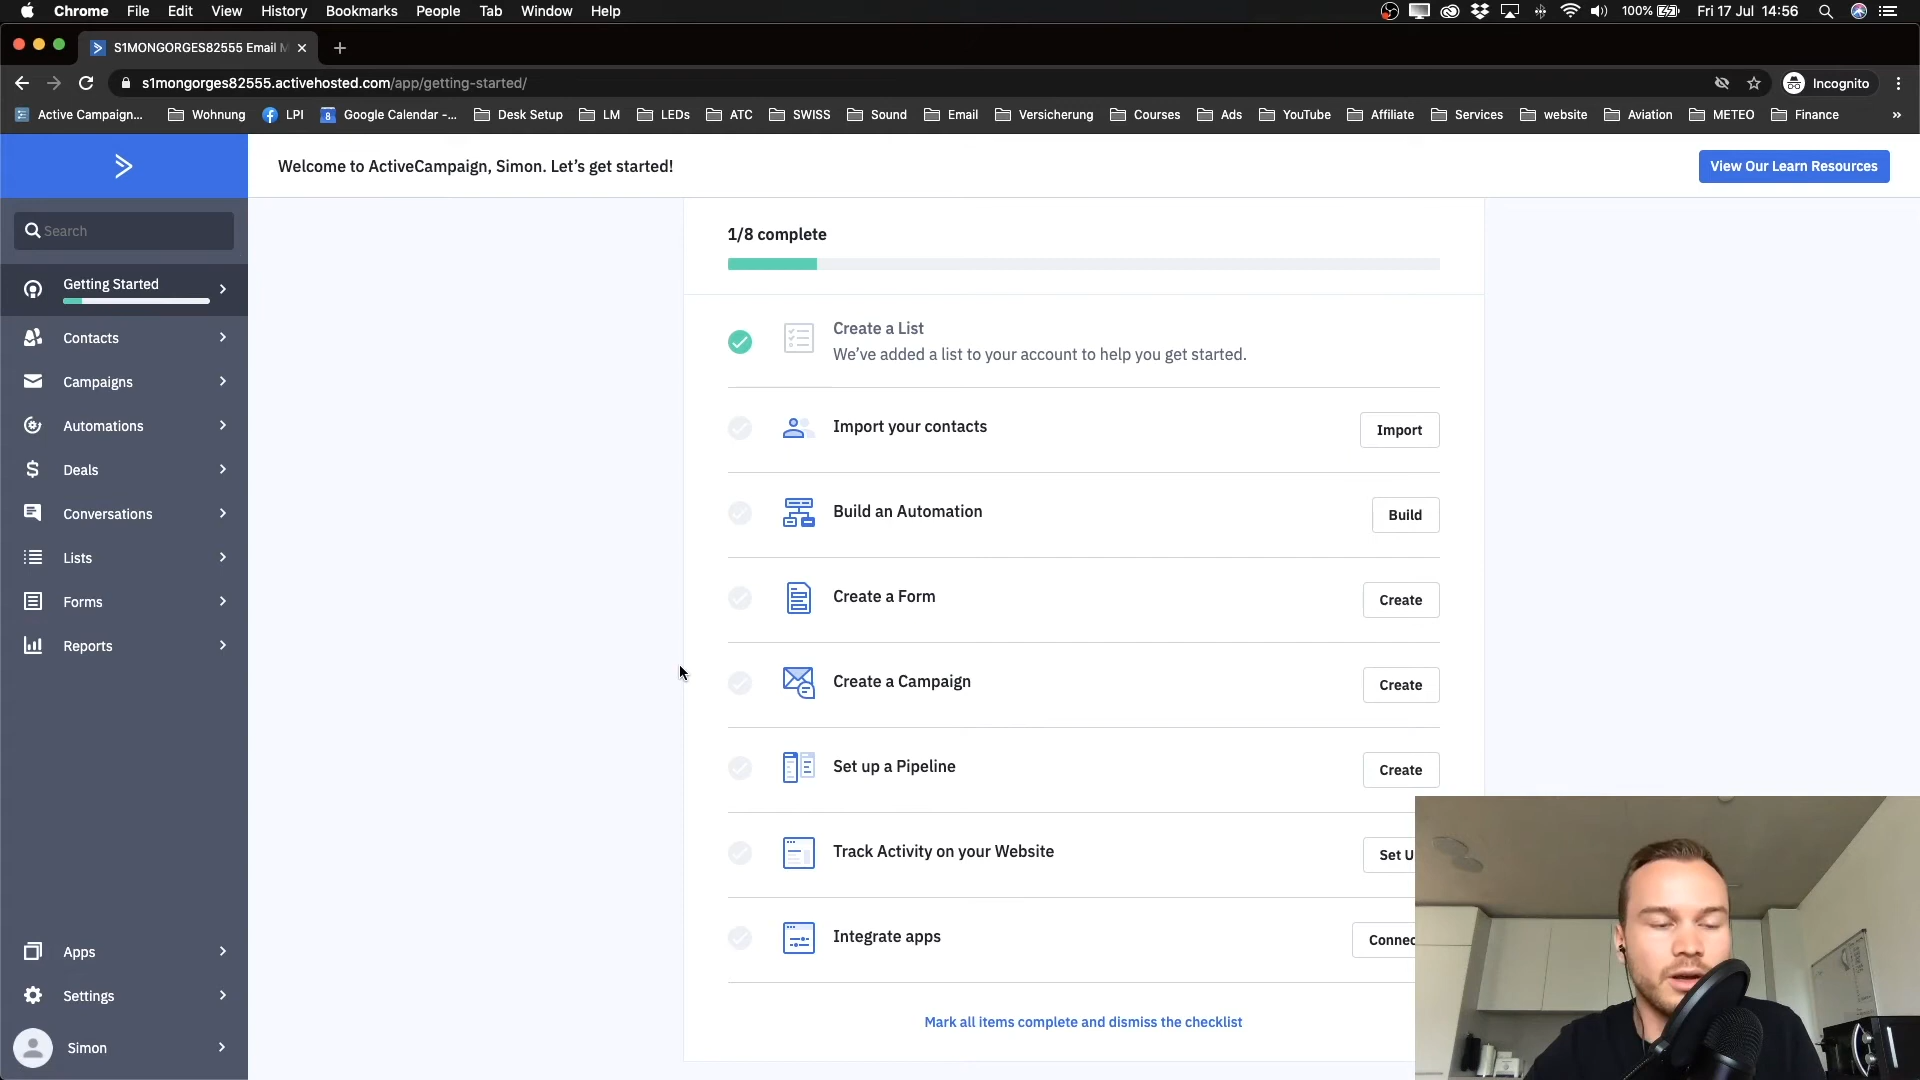 Chrome File Edit View History Bookmarks People Tab Window Help
100% Fri 17 Jul 14:56
S1MONGORGES82555 Email M
s1mongorges82555.activehosted.com/app/getting-started/
Incognito
Active Campaign... Wohnung LPI Google Calendar -... Desk Setup LM LEDs ATC SWISS Sound Email Versicherung Courses Ads YouTube Affiliate Services website Aviation METEO Finance »
8
Welcome to ActiveCampaign, Simon. Let’s get started!
View Our Learn Resources
Search
Getting Started
Contacts
Campaigns
Automations
Deals
Conversations
Lists
Forms
Reports
Apps
Settings
Simon
1/8 complete
Create a List
We’ve added a list to your account to help you get started.
Import your contacts
Import
Build an Automation
Build
Create a Form
Create
Create a Campaign
Create
Set up a Pipeline
Create
Track Activity on your Website
Set U
Integrate apps
Connec
Mark all items complete and dismiss the checklist